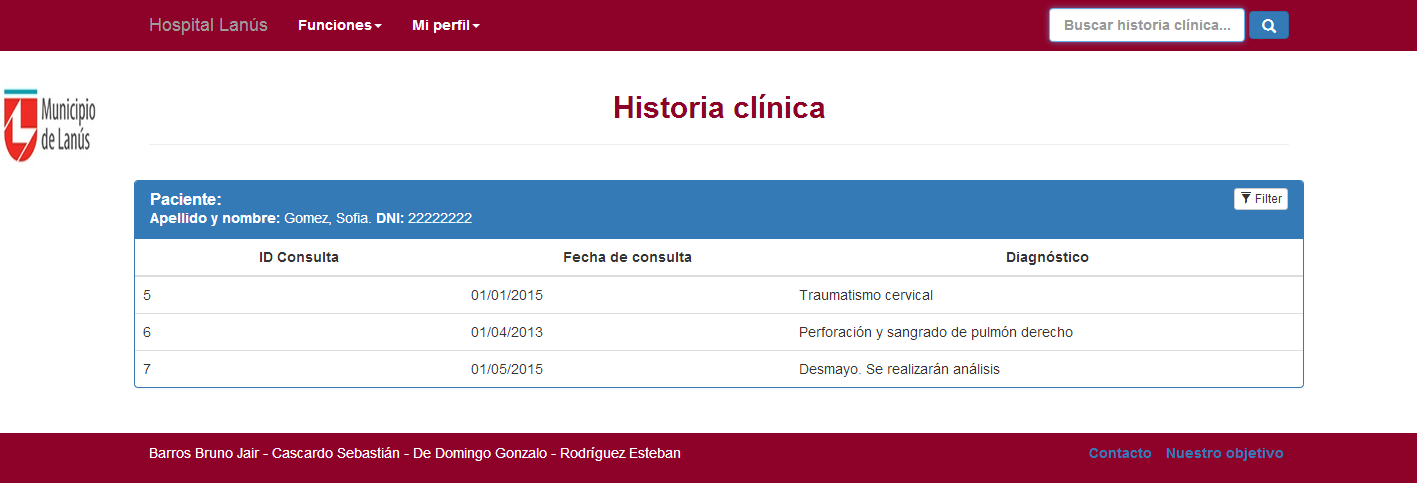 Hospital Lanús Funciones Mi perfil Buscar historia clínica...
Municipio
de Lanús
Historia clínica
Paciente:
Apellido y nombre: Gomez, Sofia. DNI: 22222222
Filter
ID Consulta Fecha de consulta Diagnóstico
5 01/01/2015 Traumatismo cervical
6 01/04/2013 Perforación y sangrado de pulmón derecho
7 01/05/2015 Desmayo. Se realizarán análisis
Barros Bruno Jair - Cascardo Sebastián - De Domingo Gonzalo - Rodríguez Esteban Contacto Nuestro objetivo